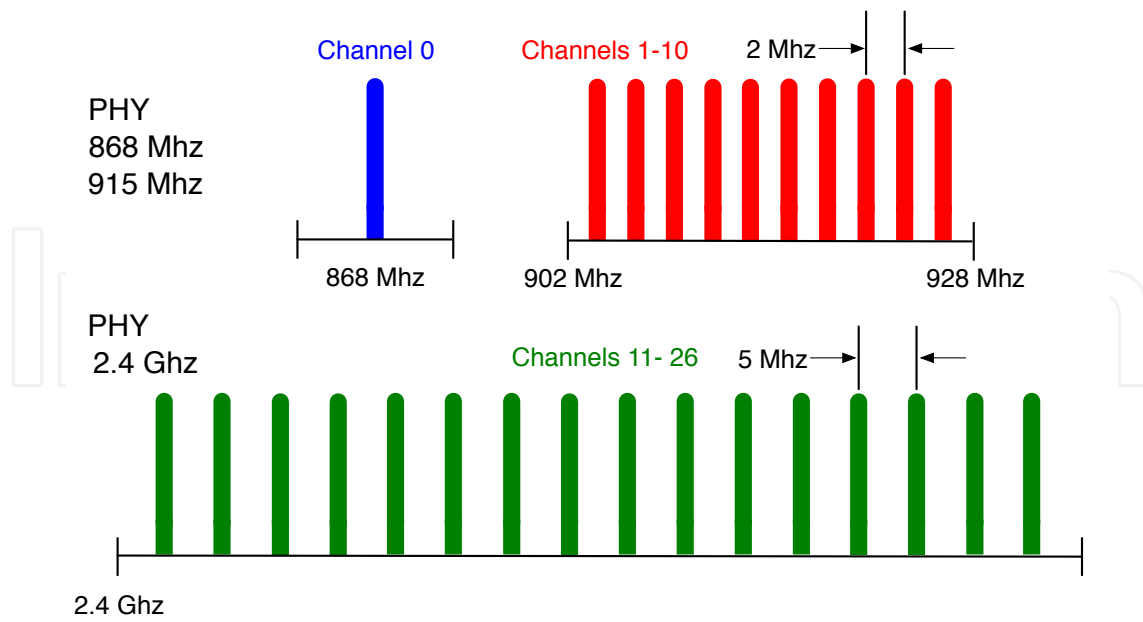 Channel 0
Channels 1-10
2 Mhz
PHY
868 Mhz
915 Mhz
868 Mhz
902 Mhz
928 Mhz
PHY
2.4 Ghz
Channels 11- 26
5 Mhz
2.4 Ghz